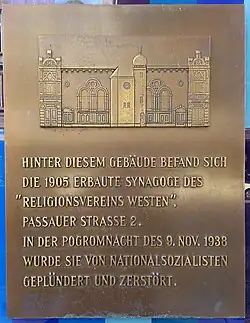 HINTER DIESEM GEBÄUDE BEFAND SICH
DIE 1905 ERBAUTE SYNAGOGE DES
"RELIGIONSVEREINS WESTEN",
PASSAUER STRASSE 2.
IN DER POGROMNACHT DES 9. NOV. 1938
WURDE SIE VON NATIONALSOZIALISTEN
GEPLÜNDERT UND ZERSTÖRT.